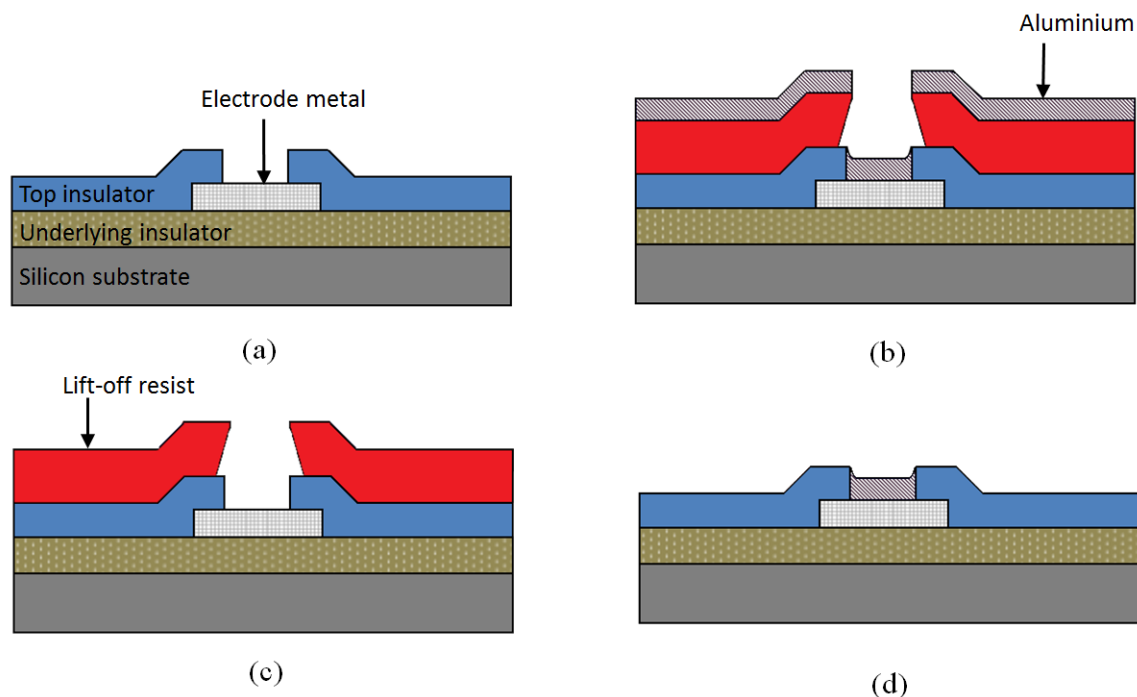 Electrode metal
Top insulator
Underlying insulator
Silicon substrate
(a)
Aluminium
(b)
Lift-off resist
(c)
(d)